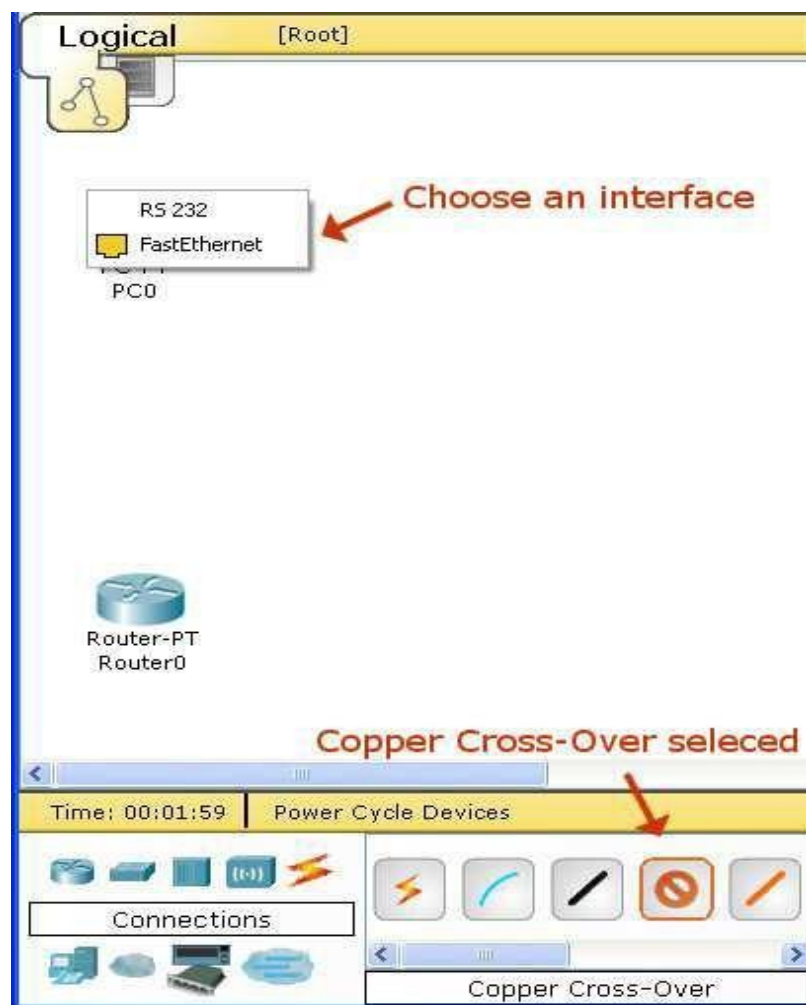 Logical [Root]
Choose an interface
RS 232
FastEthernet
PC0
Router-PT
Router0
Copper Cross-Over seleced
Time: 00:01:59 Power Cycle Devices
Connections
Copper Cross-Over